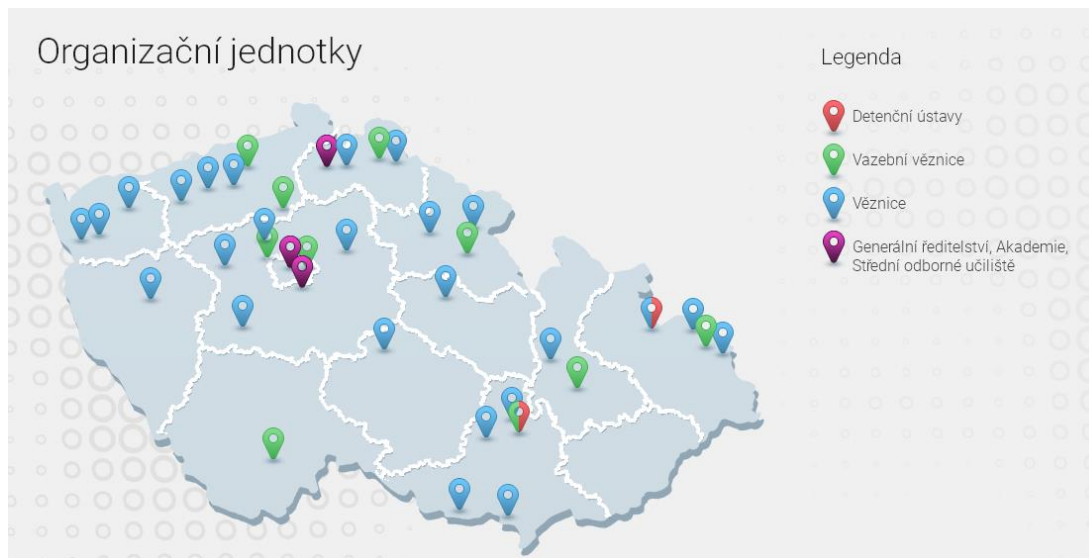 Organizační jednotky
Legenda
Detenční ústavy
Vazební věznice
Věznice
Generální ředitelství, Akademie,
Střední odborné učiliště